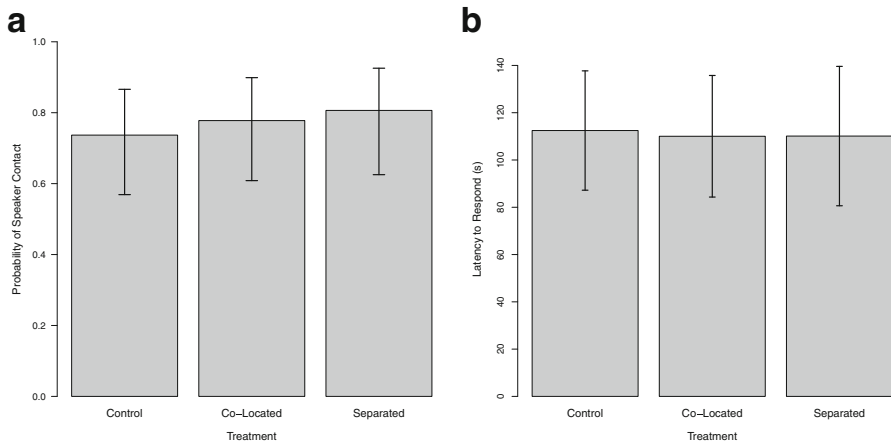 a
Probability of Speaker Contact
1.0
0.8
0.6
0.4
0.2
0.0
Control
Co-Located
Separated
Treatment
b
Latency to Respond (s)
140
120
100
80
60
40
20
0
Control
Co-Located
Separated
Treatment